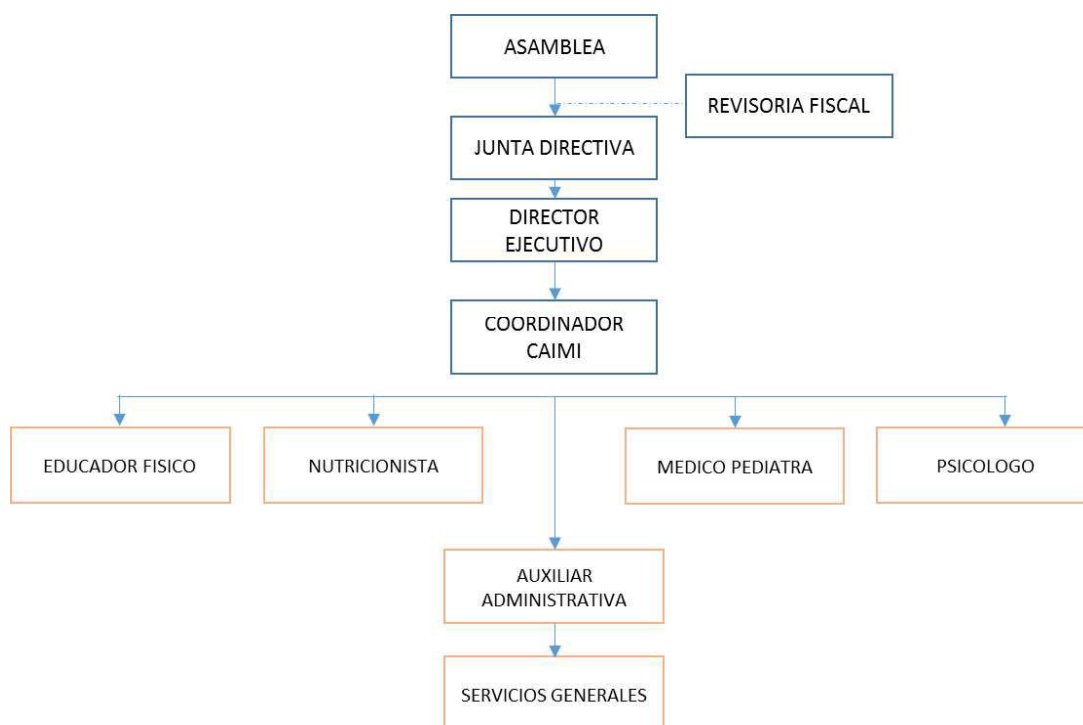 ASAMBLEA
REVISORIA FISCAL
JUNTA DIRECTIVA
DIRECTOR
EJECUTIVO
COORDINADOR
CAIMI
EDUCADOR FISICO
NUTRICIONISTA
MEDICO PEDIATRA
PSICOLOGO
AUXILIAR
ADMINISTRATIVA
SERVICIOS GENERALES